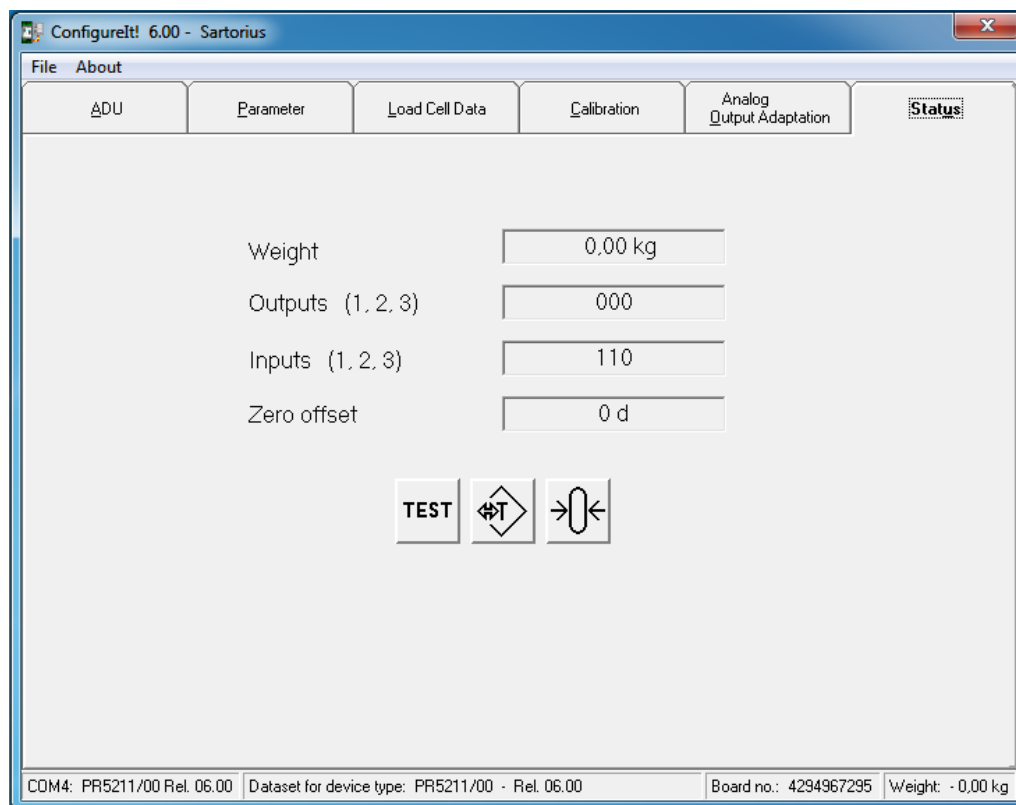 ConfigureIt! 6.00 - Sartorius
File About
ADU
Parameter
Load Cell Data
Calibration
Analog
Output Adaptation
Status
Weight 0,00 kg
Outputs (1, 2, 3) 000
Inputs (1, 2, 3) 110
Zero offset 0 d
TEST T
COM4: PR5211/00 Rel. 06.00 Dataset for device type: PR5211/00 - Rel. 06.00 Board no.: 4294967295 Weight: - 0,00 kg